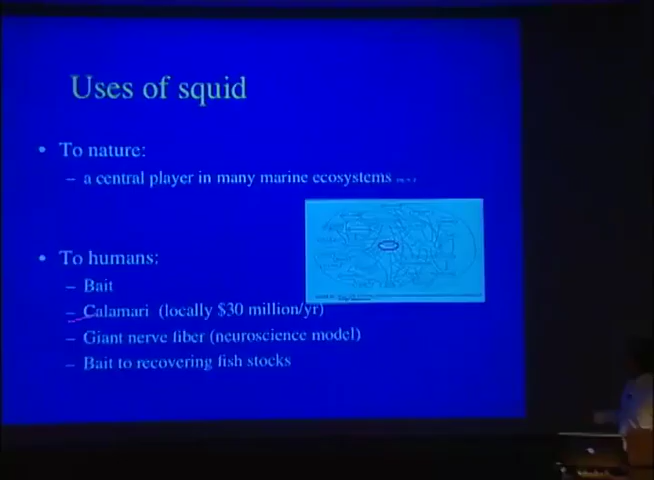 Uses of squid
• To nature:
– a central player in many marine ecosystems
• To humans:
– Bait
– Calamari (locally $30 million/yr)
– Giant nerve fiber (neuroscience model)
– Bait to recovering fish stocks